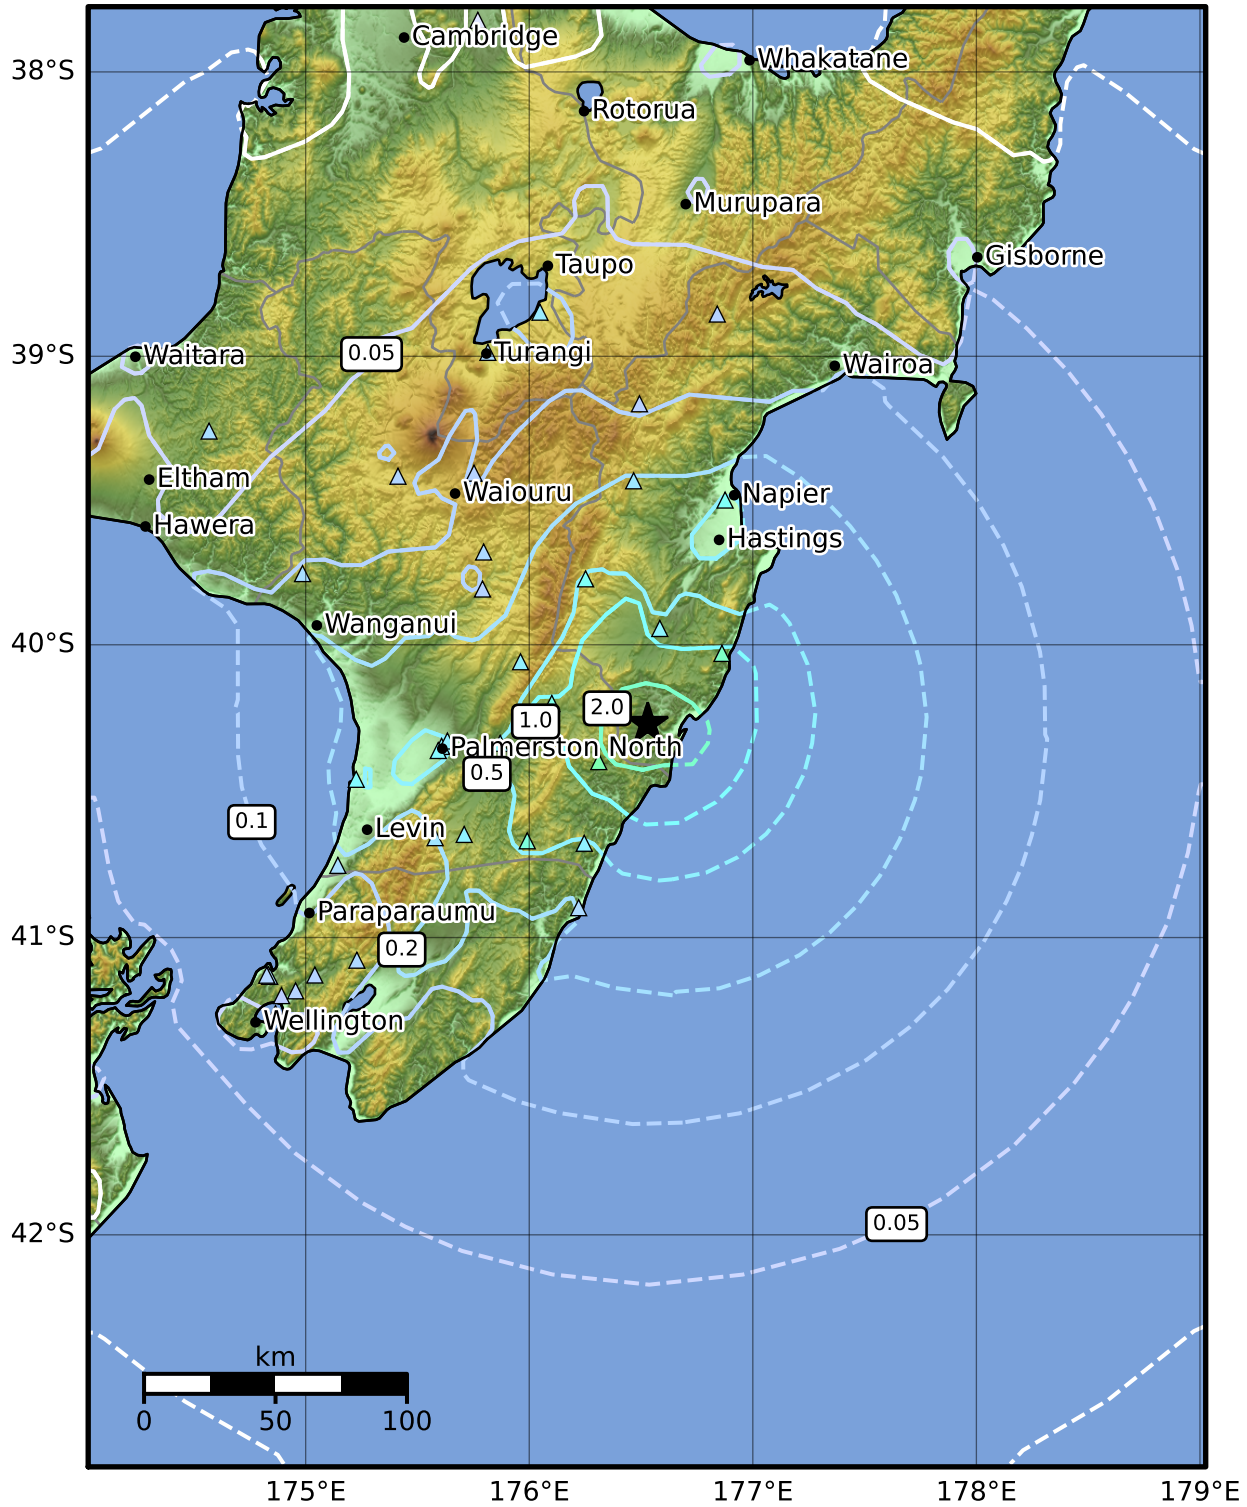 Cambridge
Whakatane
38°S
Rotorua
Murupara
Gisborne
Taupo
0.05
Turangi
Waitara
39°S
Wairoa
Eltham
Waiouru
Napier
Hawera
Hastings
Wanganui
40°S
2.0
1.0
Palmerston North
0.5
0.1
Levin
Paraparaumu
41°S
0.2
Wellington
0.05
42°S
km
0 50 100
175°E 176°E 177°E 178°E 179°E